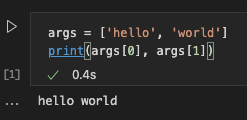 args = ['hello', 'world']
print(args[0], args[1])
[1]
0.4s
... hello world